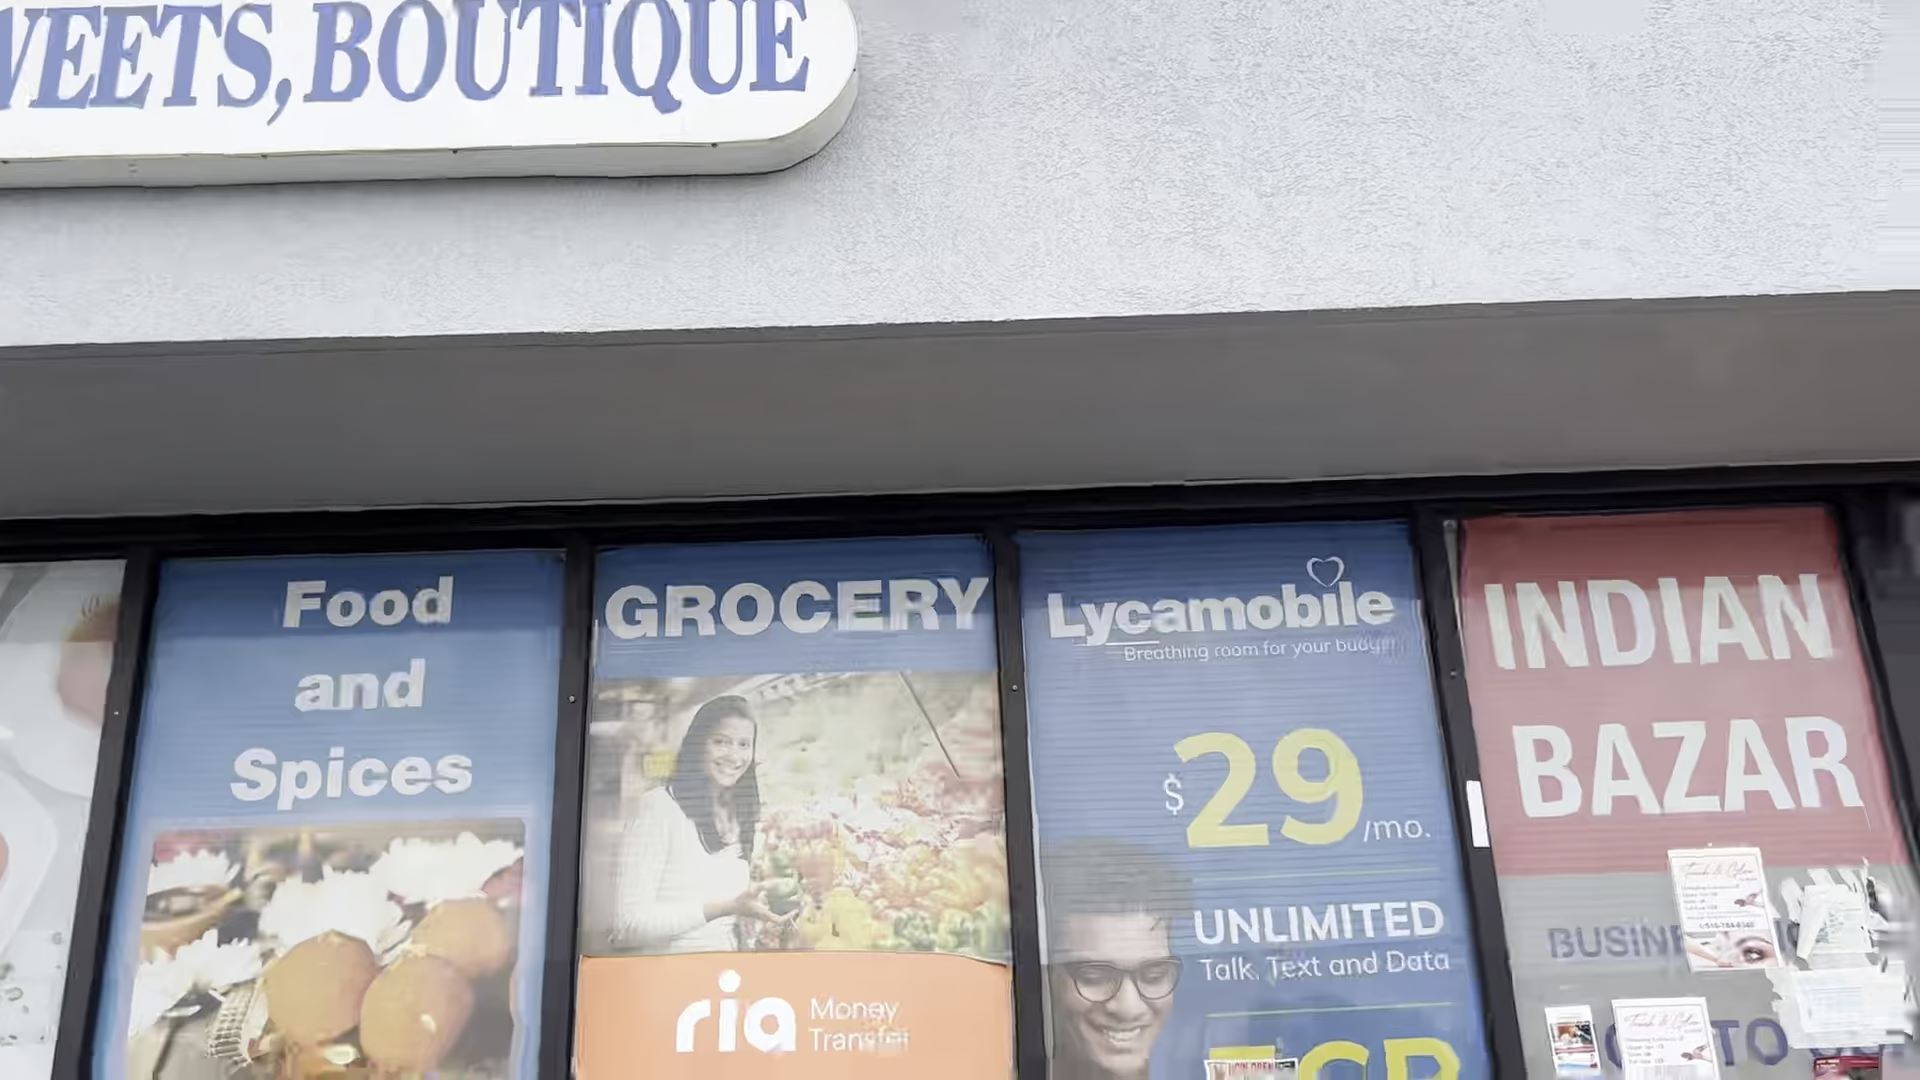 WEETS, BOUTIQUE
Food
and
Spices
GROCERY
ria Money
Transfer
Lycamobile
Breathing room for your budget
$29/mo.
UNLIMITED
Talk, Text and Data
INDIAN
BAZAR
TO